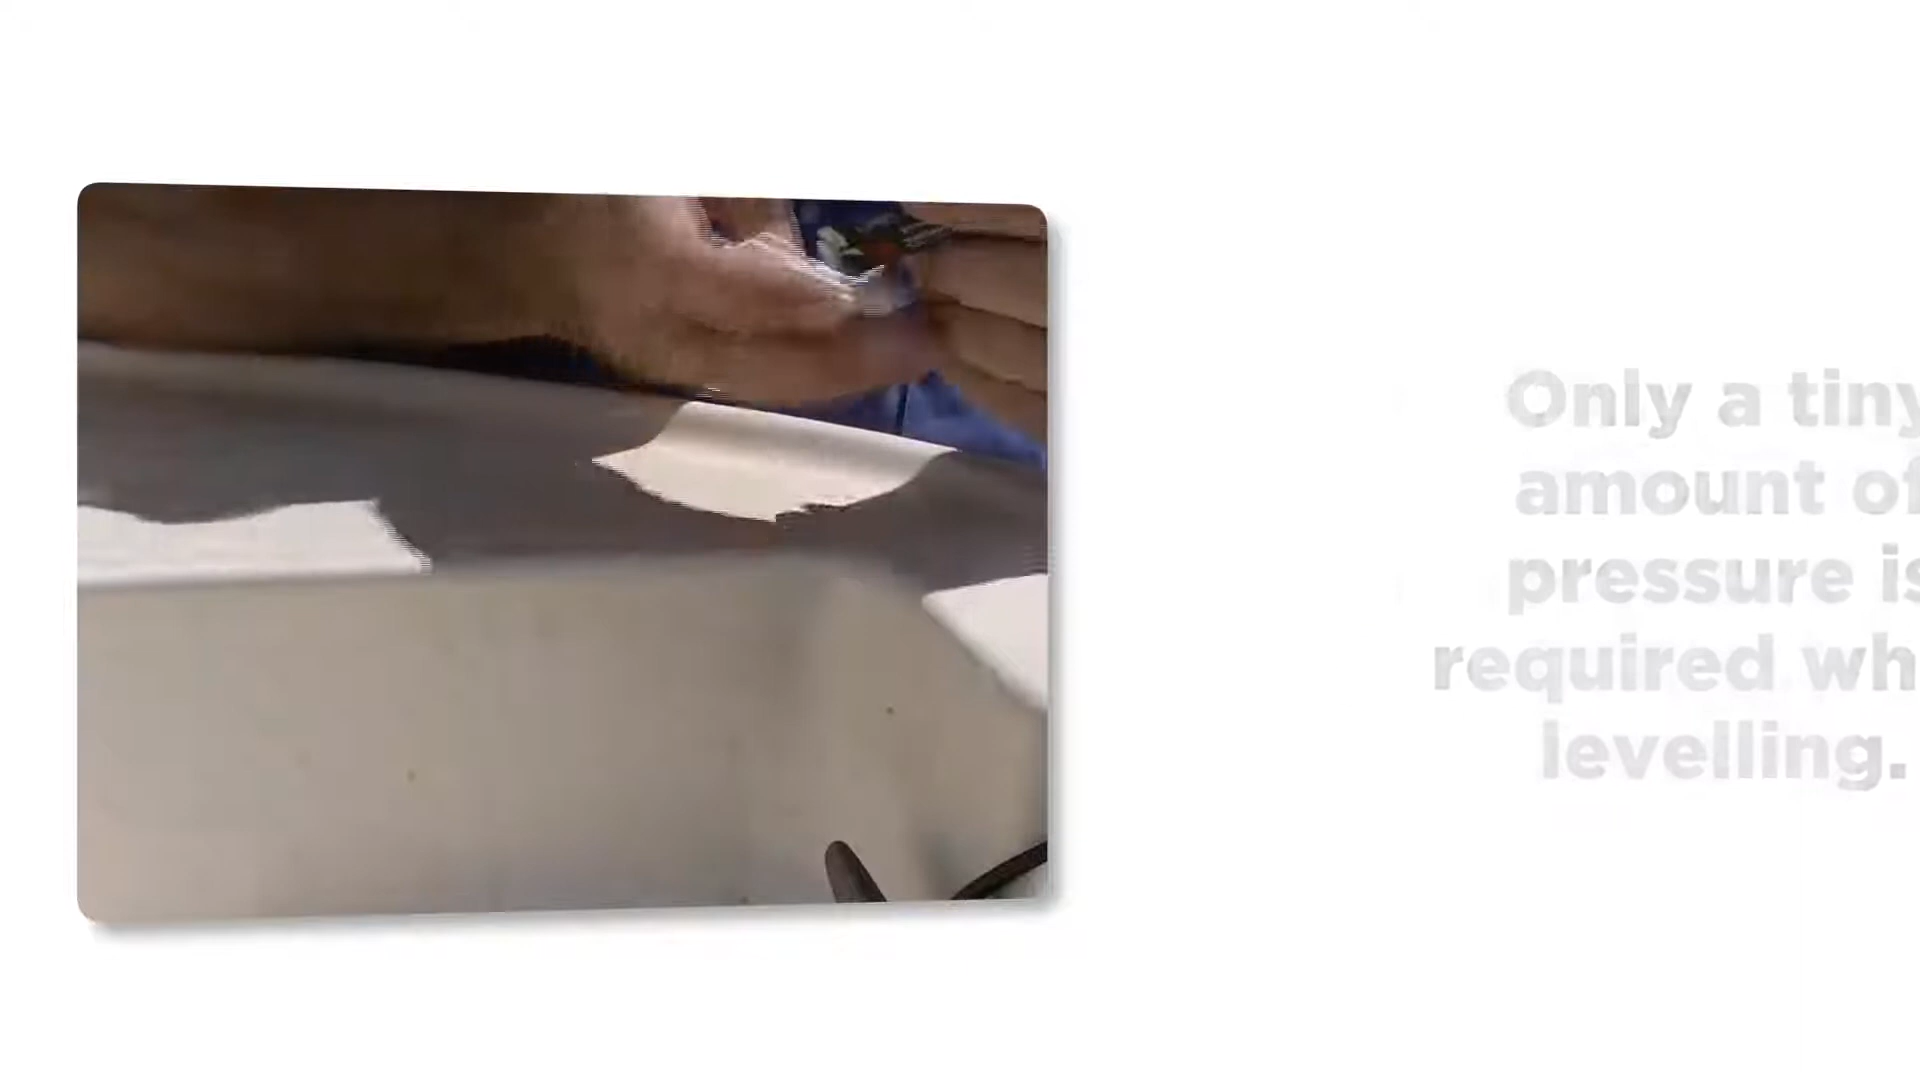 Only a tiny
amount of
pressure is
required wh
levelling.